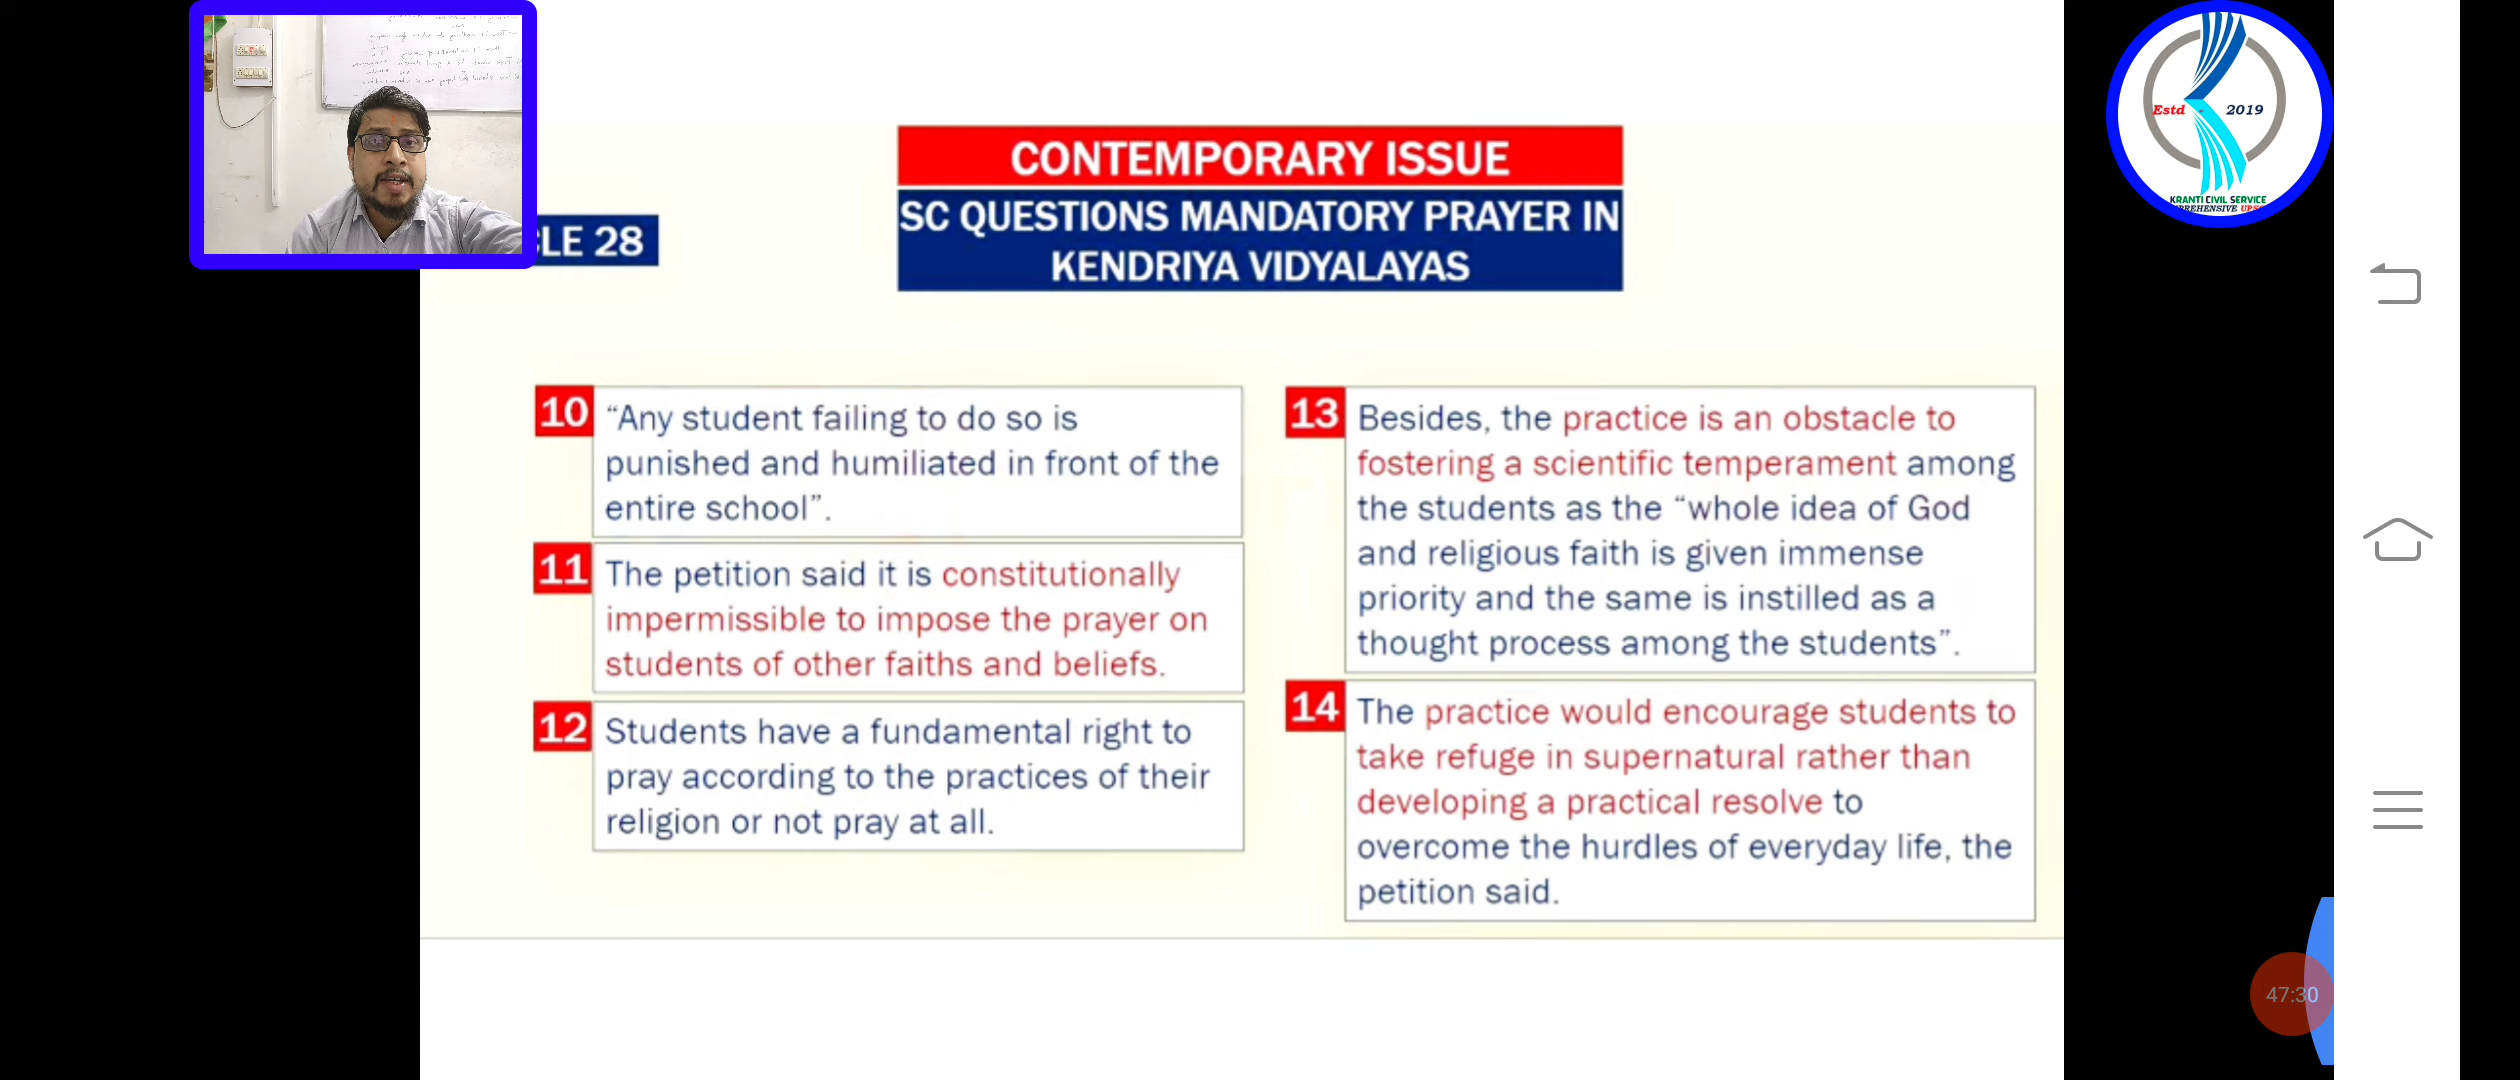 CONTEMPORARY ISSUE
SC QUESTIONS MANDATORY PRAYER IN
KENDRIYA VIDYALAYAS
LE 28
10
“Any student failing to do so is
punished and humiliated in front of the
entire school”.
11
The petition said it is constitutionally
impermissible to impose the prayer on
students of other faiths and beliefs.
12
Students have a fundamental right to
pray according to the practices of their
religion or not pray at all.
13
Besides, the practice is an obstacle to
fostering a scientific temperament among
the students as the “whole idea of God
and religious faith is given immense
priority and the same is instilled as a
thought process among the students”.
14
The practice would encourage students to
take refuge in supernatural rather than
developing a practical resolve to
overcome the hurdles of everyday life, the
petition said.
Estd - 2019
KRANTI CIVIL SERVICE
PREHENSIVE UPS
47:30